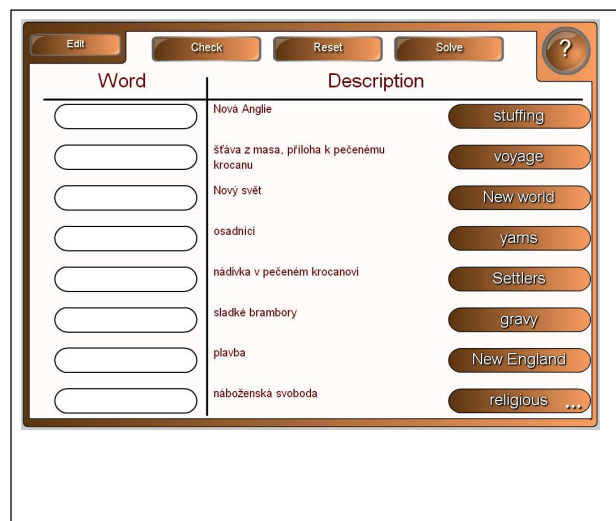 Edit
Check
Reset
Solve
?
Word
Description
Nová Anglie
stuffing
šťáva z masa, příloha k pečenému
krocanu
voyage
Nový svět
New world
osadníci
yams
nádivka v pečeném krocanovi
Settlers
sladké brambory
gravy
plavba
New England
náboženská svoboda
religious ...